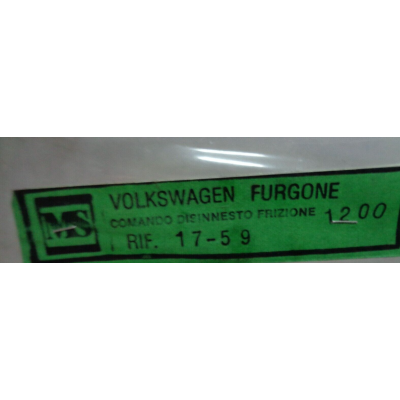 MS
VOLKSWAGEN FURGONE
COMANDO DISINNESTO FRIZIONE 1200
RIF. 17-59